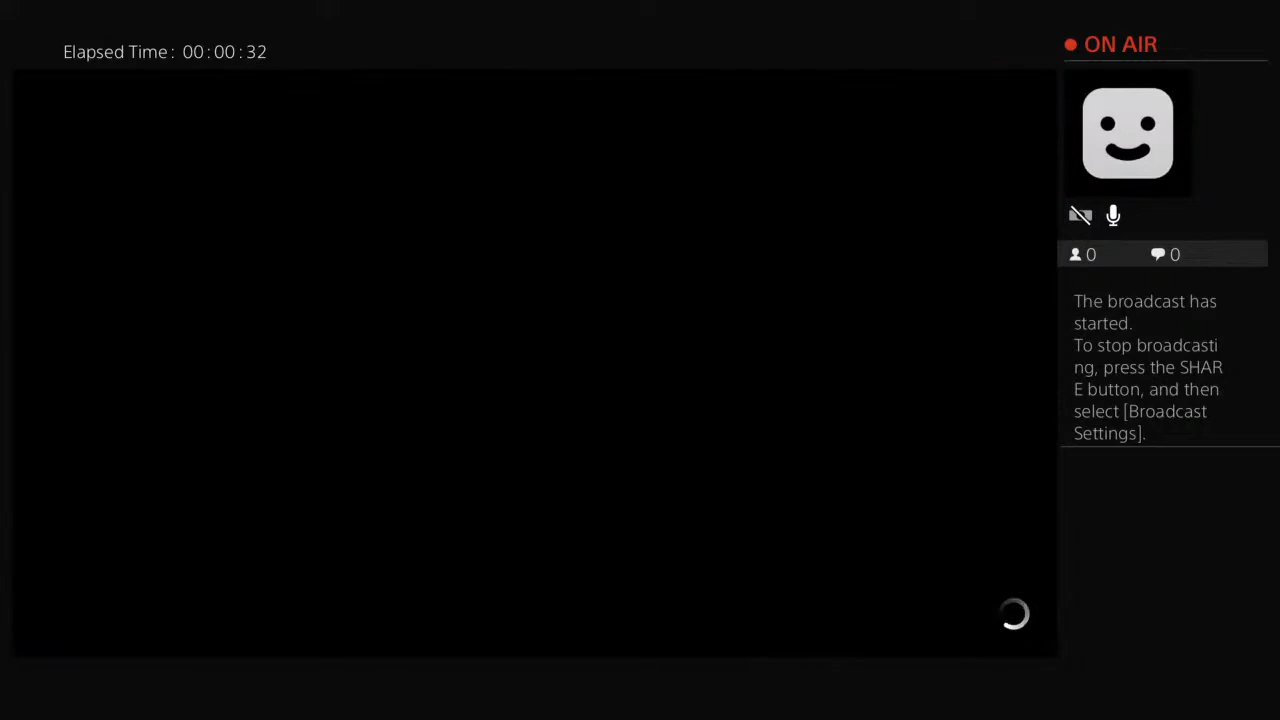 Elapsed Time: 00:00:32
ON AIR
0 0
The broadcast has
started.
To stop broadcasti
ng, press the SHAR
E button, and then
select [Broadcast
Settings].